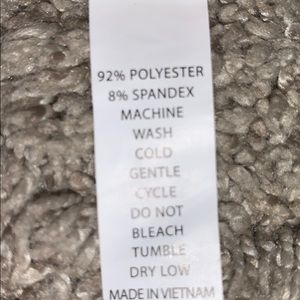 92% POLYESTER
8% SPANDEX
MACHINE
WASH
COLD
GENTLE
CYCLE
DO NOT
BLEACH
TUMBLE
DRY LOW
MADE IN VIETNAM